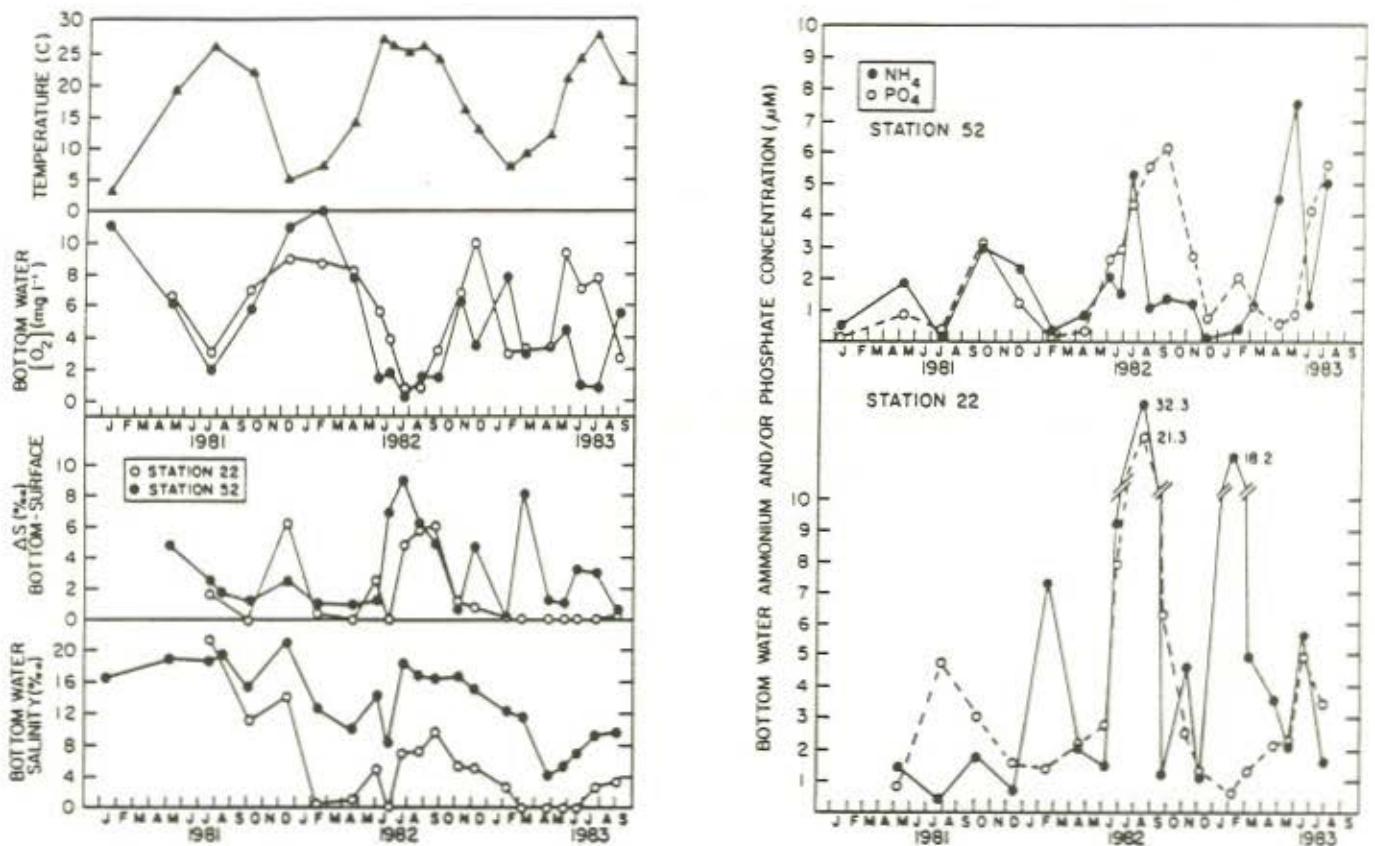 TEMPERATURE (C)
30
25
20
15
10
5
0
BOTTOM WATER
[O₂] (mg l⁻¹)
10
8
6
4
2
0
J F M A M J J A S O N D J F M A M J J A S O N D J F M A M J J A S
1981 1982 1983
ΔS (‰)
BOTTOM-SURFACE
10
8
6
4
2
0
○ STATION 22
● STATION 52
BOTTOM WATER
SALINITY (‰)
20
16
12
8
4
0
J F M A M J J A S O N D J F M A M J J A S O N D J F M A M J J A S
1981 1982 1983
BOTTOM WATER AMMONIUM AND/OR PHOSPHATE CONCENTRATION (μM)
10
9
8
7
6
5
4
3
2
1
● NH₄
○ PO₄
STATION 52
J F M A M J J A S O N D J F M A M J J A S O N D J F M A M J J A S
1981 1982 1983
STATION 22
32.3
21.3
18.2
10
9
8
7
6
5
4
3
2
1
J F M A M J J A S O N D J F M A M J J A S O N D J F M A M J J A S
1981 1982 1983